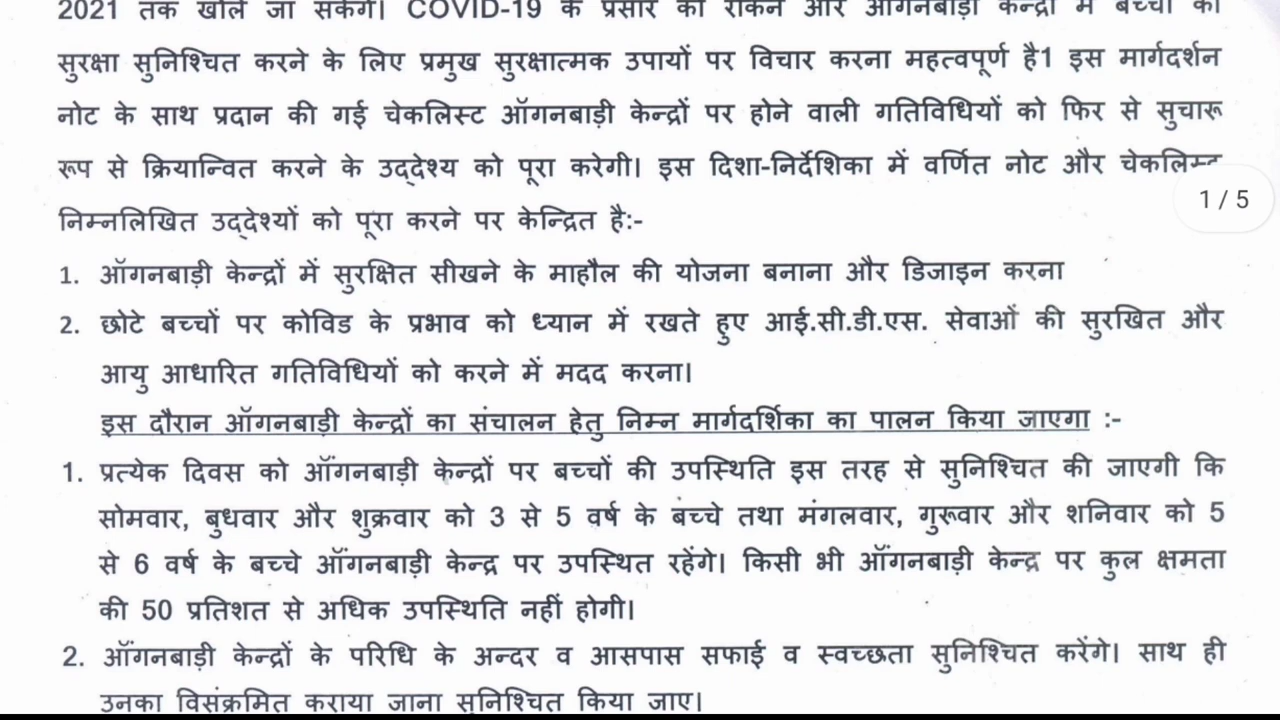 2021 तक खोले जा सकेंगे। COVID-19 के प्रसार को रोकने और ऑगनबाड़ी केन्द्रों में बच्चों की
सुरक्षा सुनिश्चित करने के लिए प्रमुख सुरक्षात्मक उपायों पर विचार करना महत्वपूर्ण है1 इस मार्गदर्शन
नोट के साथ प्रदान की गई चेकलिस्ट ऑगनबाड़ी केन्द्रों पर होने वाली गतिविधियों को फिर से सुचारू
रूप से क्रियान्वित करने के उद्देश्य को पूरा करेगी। इस दिशा-निर्देशिका में वर्णित नोट और चेकलिस्ट
1 / 5
निम्नलिखित उद्देश्यों को पूरा करने पर केन्द्रित है:-
1. ऑगनबाड़ी केन्द्रों में सुरक्षित सीखने के माहौल की योजना बनाना और डिजाइन करना
2. छोटे बच्चों पर कोविड के प्रभाव को ध्यान में रखते हुए आई.सी.डी.एस. सेवाओं की सुरखित और
आयु आधारित गतिविधियों को करने में मदद करना।
इस दौरान ऑगनबाड़ी केन्द्रों का संचालन हेतु निम्न मार्गदर्शिका का पालन किया जाएगा :-
1. प्रत्येक दिवस को ऑंगनबाड़ी केन्द्रों पर बच्चों की उपस्थिति इस तरह से सुनिश्चित की जाएगी कि
सोमवार, बुधवार और शुक्रवार को 3 से 5 वर्ष के बच्चे तथा मंगलवार, गुरूवार और शनिवार को 5
से 6 वर्ष के बच्चे ऑंगनबाड़ी केन्द्र पर उपस्थित रहेंगे। किसी भी ऑंगनबाड़ी केन्द्र पर कुल क्षमता
की 50 प्रतिशत से अधिक उपस्थिति नहीं होगी।
2. ऑंगनबाड़ी केन्द्रों के परिधि के अन्दर व आसपास सफाई व स्वच्छता सुनिश्चित करेंगे। साथ ही
उनका विसंक्रमित कराया जाना सुनिश्चित किया जाए।